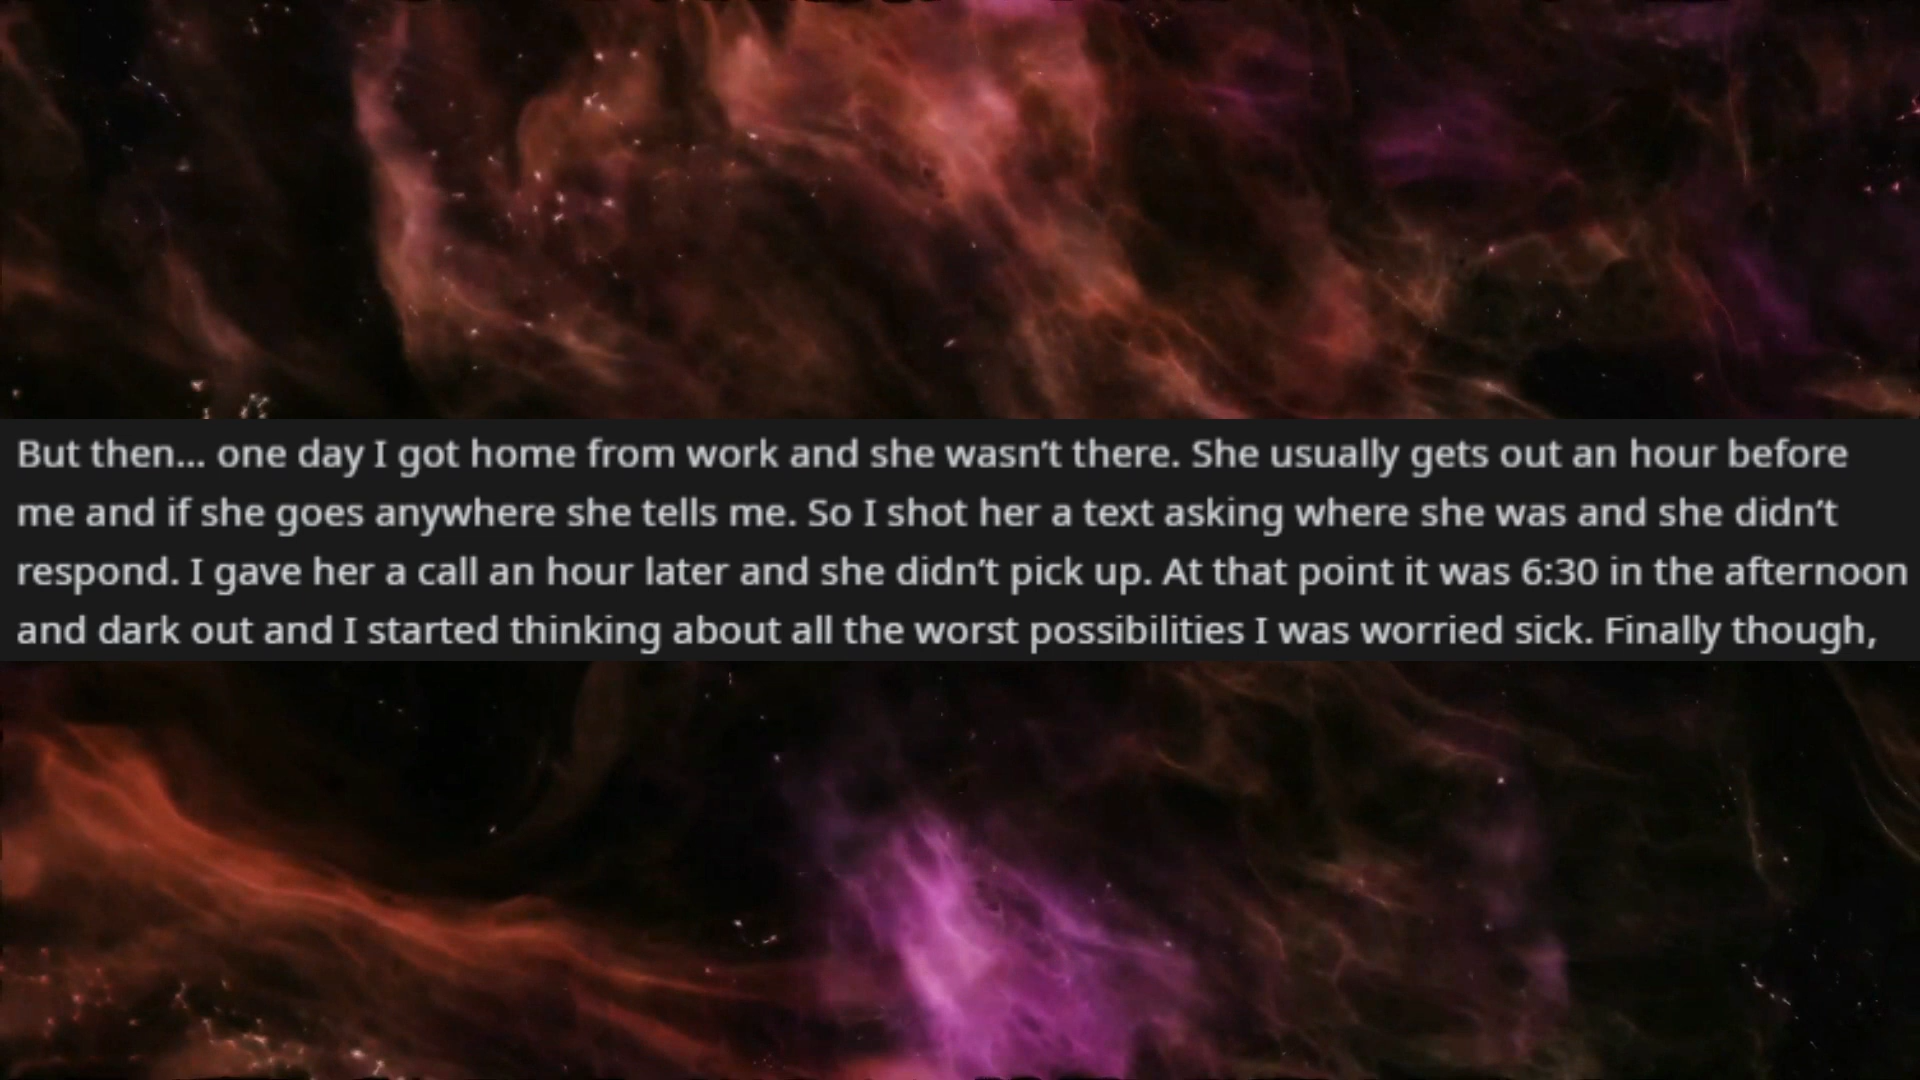 But then... one day I got home from work and she wasn’t there. She usually gets out an hour before
me and if she goes anywhere she tells me. So I shot her a text asking where she was and she didn’t
respond. I gave her a call an hour later and she didn’t pick up. At that point it was 6:30 in the afternoon
and dark out and I started thinking about all the worst possibilities I was worried sick. Finally though,